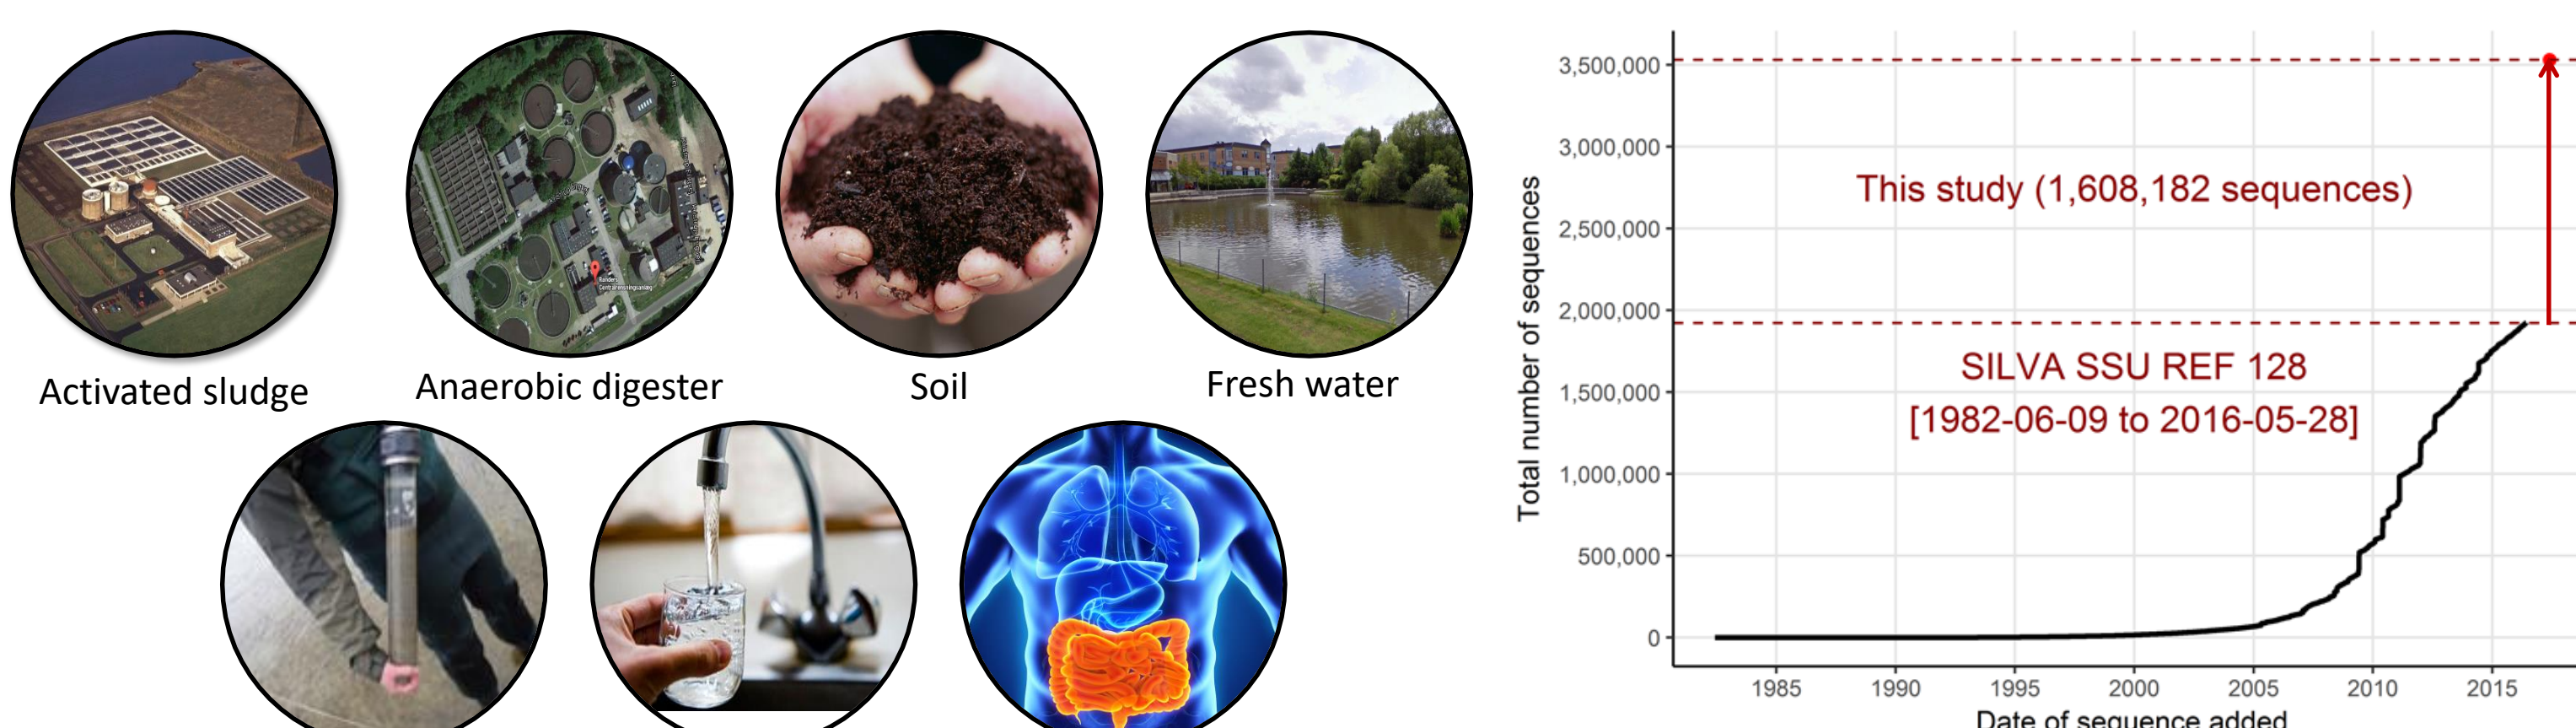 Activated sludge
Anaerobic digester
Soil
Fresh water
Total number of sequences
3,500,000
3,000,000
2,500,000
2,000,000
1,500,000
1,000,000
500,000
0
This study (1,608,182 sequences)
SILVA SSU REF 128
[1982-06-09 to 2016-05-28]
1985 1990 1995 2000 2005 2010 2015
Date of sequence added